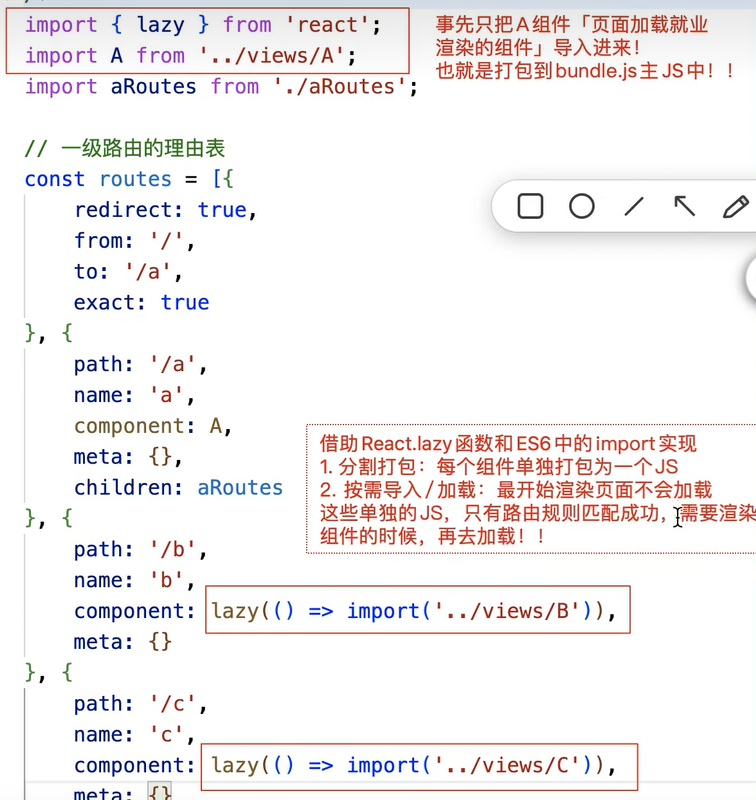 import { lazy } from 'react';
事先只把A组件「页面加载就业
import A from '../views/A';
渲染的组件」导入进来！
也就是打包到bundle.js主JS中！！
import aRoutes from './aRoutes';
// 一级路由的理由表
const routes = [{
redirect: true,
from: '/',
to: '/a',
exact: true
}, {
path: '/a',
name: 'a',
component: A,
meta: {},
children: aRoutes
借助React.lazy函数和ES6中的import实现
1. 分割打包：每个组件单独打包为一个JS
2. 按需导入/加载：最开始渲染页面不会加载
这些单独的JS，只有路由规则匹配成功，需要渲染
组件的时候，再去加载！！
}, {
path: '/b',
name: 'b',
component: lazy(() => import('../views/B')),
meta: {}
}, {
path: '/c',
name: 'c',
component: lazy(() => import('../views/C')),
meta: {}